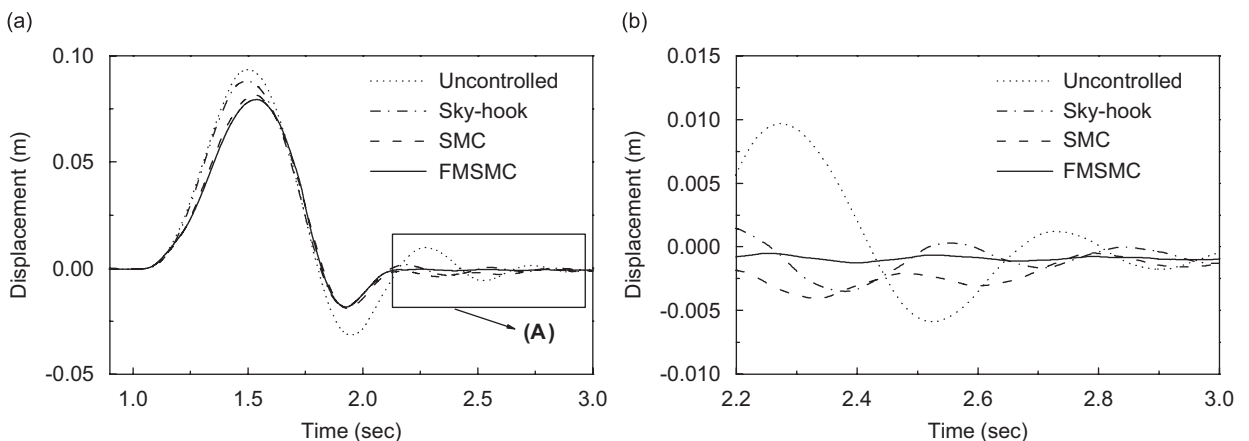 (a)
Displacement (m)
0.10
0.05
0.00
-0.05
Uncontrolled
Sky-hook
SMC
FMSMC
(A)
1.0
1.5
2.0
2.5
3.0
Time (sec)
(b)
Displacement (m)
0.015
0.010
0.005
0.000
-0.005
-0.010
Uncontrolled
Sky-hook
SMC
FMSMC
2.2
2.4
2.6
2.8
3.0
Time (sec)